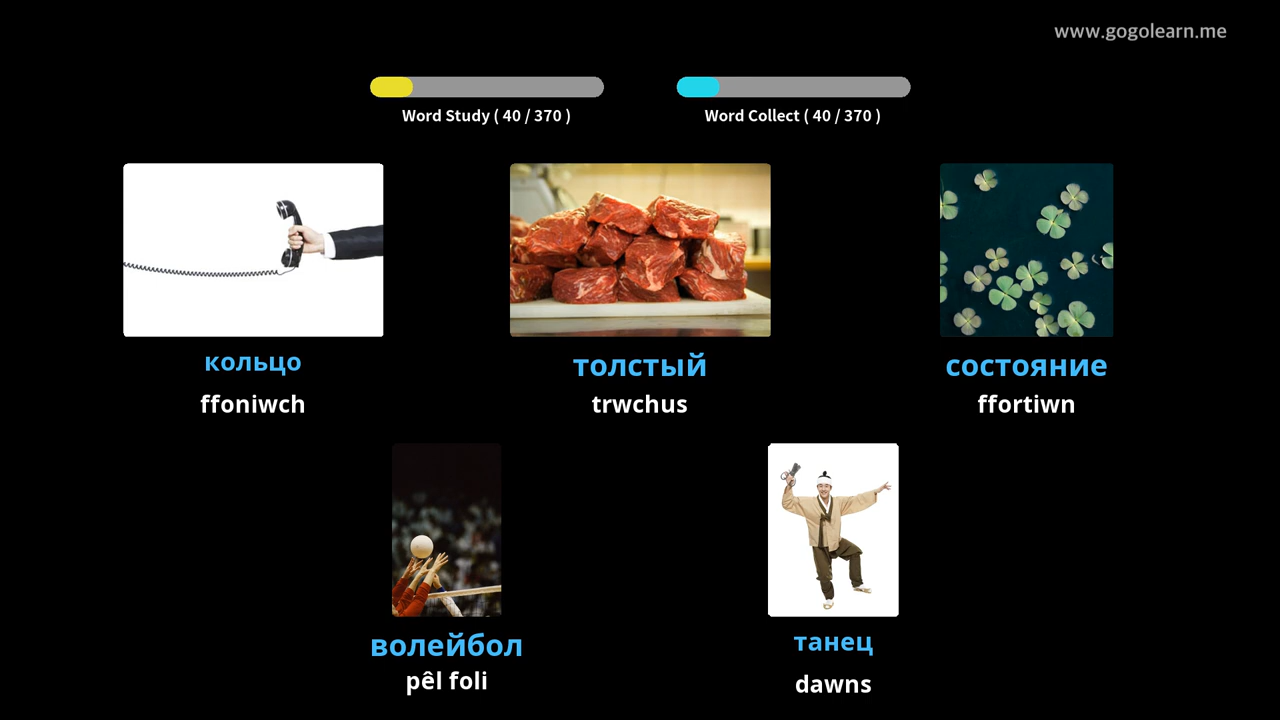 www.gogolearn.me
Word Study ( 40 / 370 )
Word Collect ( 40 / 370 )
кольцо
ffoniwch
толстый
trwchus
состояние
ffortiwn
волейбол
pêl foli
танец
dawns